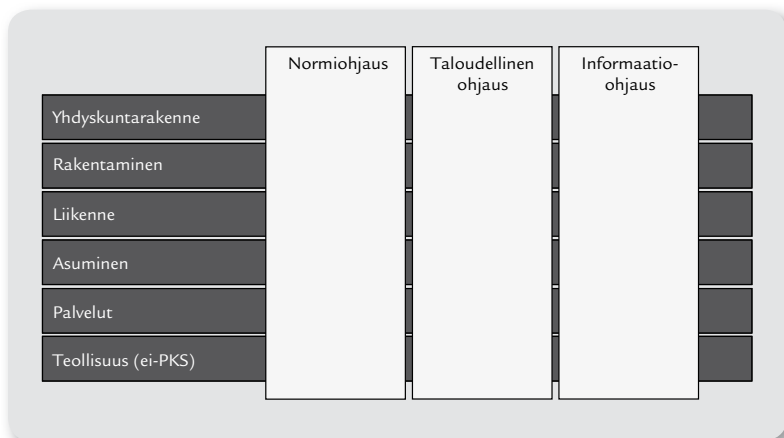 Normiohjaus
Taloudellinen
ohjaus
Informaatio-
ohjaus
Yhdyskuntarakenne
Rakentaminen
Liikenne
Asuminen
Palvelut
Teollisuus (ei-PKS)